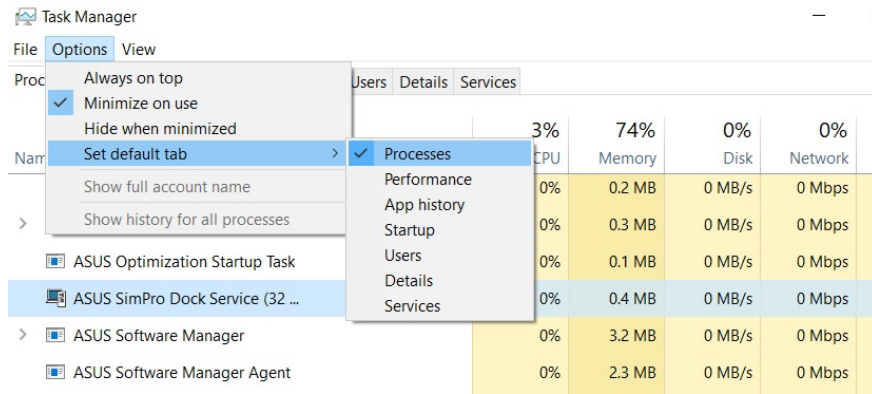 Task Manager
File Options View
Proc Users Details Services
Always on top
Minimize on use
Hide when minimized
Set default tab
Show full account name
Show history for all processes
Processes
Performance
App history
Startup
Users
Details
Services
3% 74% 0% 0%
Nam CPU Memory Disk Network
0% 0.2 MB 0 MB/s 0 Mbps
0% 0.3 MB 0 MB/s 0 Mbps
ASUS Optimization Startup Task 0% 0.1 MB 0 MB/s 0 Mbps
ASUS SimPro Dock Service (32 ... 0% 0.4 MB 0 MB/s 0 Mbps
ASUS Software Manager 0% 3.2 MB 0 MB/s 0 Mbps
ASUS Software Manager Agent 0% 2.3 MB 0 MB/s 0 Mbps